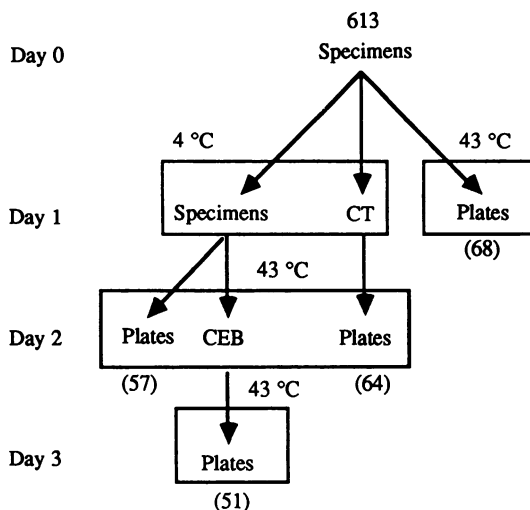 613
Day 0 Specimens
4 °C 43 °C
Day 1 Specimens CT Plates
(68)
43 °C
Day 2 Plates CEB Plates
(57) (64)
43 °C
Day 3 Plates
(51)